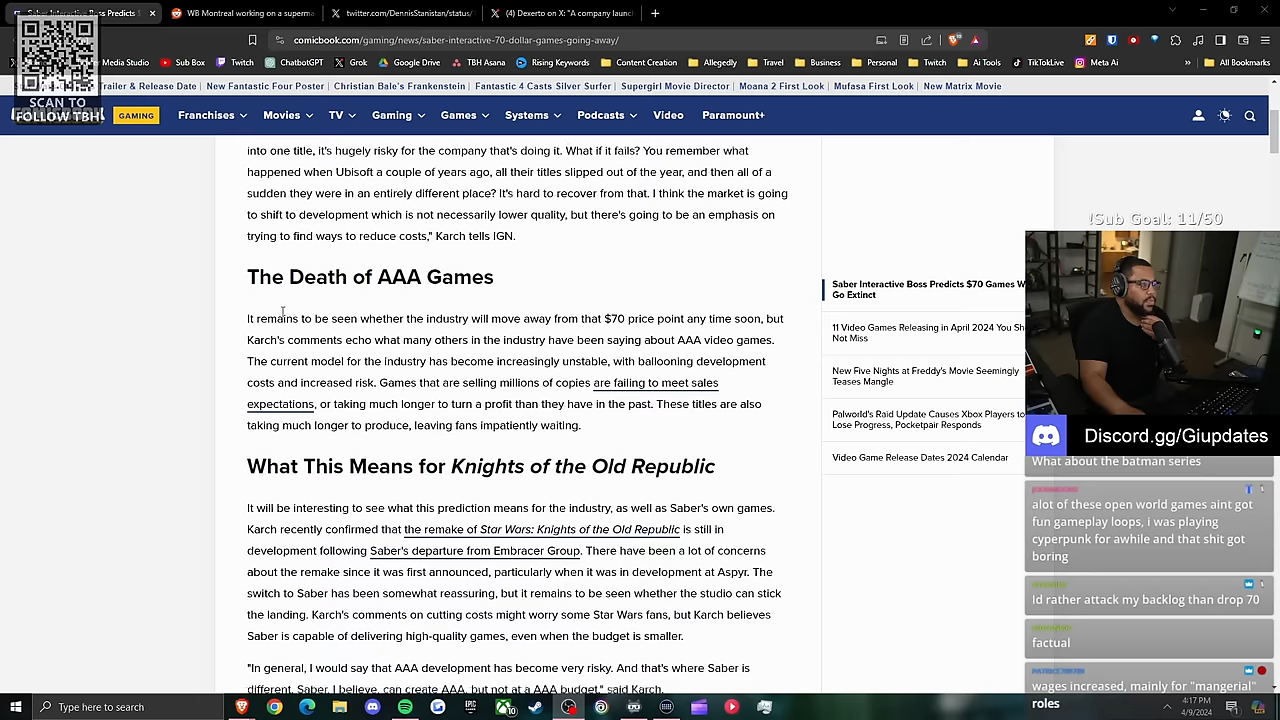 Saber Interactive Predicts $
WB Montreal working on a superma
twitter.com/DennisStanistan/status/
(4) Dexerto on X: "A company launc
comicbook.com/gaming/news/saber-interactive-70-dollar-games-going-away/
Media Studio
Sub Box
Twitch
ChatbotGPT
Grok
Google Drive
TBH Asana
Rising Keywords
Content Creation
Allegedly
Travel
Business
Personal
Twitch
Ai Tools
TikTokLive
Meta Ai
All Bookmarks
Trailer & Release Date | New Fantastic Four Poster | Christian Bale's Frankenstein | Fantastic 4 Casts Silver Surfer | Supergirl Movie Director | Moana 2 First Look | Mufasa First Look | New Matrix Movie
SCAN TO
FOLLOW TBH
GAMING
Franchises
Movies
TV
Gaming
Games
Systems
Podcasts
Video
Paramount+
into one title, it's hugely risky for the company that's doing it. What if it fails? You remember what
happened when Ubisoft a couple of years ago, all their titles slipped out of the year, and then all of a
sudden they were in an entirely different place? It's hard to recover from that. I think the market is going
to shift to development which is not necessarily lower quality, but there's going to be an emphasis on
trying to find ways to reduce costs," Karch tells IGN.
The Death of AAA Games
It remains to be seen whether the industry will move away from that $70 price point any time soon, but
Karch's comments echo what many others in the industry have been saying about AAA video games.
The current model for the industry has become increasingly unstable, with ballooning development
costs and increased risk. Games that are selling millions of copies are failing to meet sales
expectations, or taking much longer to turn a profit than they have in the past. These titles are also
taking much longer to produce, leaving fans impatiently waiting.
What This Means for Knights of the Old Republic
It will be interesting to see what this prediction means for the industry, as well as Saber's own games.
Karch recently confirmed that the remake of Star Wars: Knights of the Old Republic is still in
development following Saber's departure from Embracer Group. There have been a lot of concerns
about the remake since it was first announced, particularly when it was in development at Aspyr. The
switch to Saber has been somewhat reassuring, but it remains to be seen whether the studio can stick
the landing. Karch's comments on cutting costs might worry some Star Wars fans, but Karch believes
Saber is capable of delivering high-quality games, even when the budget is smaller.
"In general, I would say that AAA development has become very risky. And that's where Saber is
different. Saber, I believe, can create AAA, but not at a AAA budget," said Karch.
Saber Interactive Boss Predicts $70 Games W
Go Extinct
11 Video Games Releasing in April 2024 You Sh
Not Miss
New Five Nights at Freddy's Movie Seemingly
Teases Mangle
Palworld's Raid Update Causes Xbox Players to
Lose Progress, Pocketpair Responds
Video Game Release Dates 2024 Calendar
!Sub Goal: 11/50
Discord.gg/Giupdates
What about the batman series
alot of these open world games aint got
fun gameplay loops, i was playing
cyperpunk for awhile and that shit got
boring
Id rather attack my backlog than drop 70
factual
wages increased, mainly for "mangerial"
roles
Type here to search
4:17 PM
4/9/2024